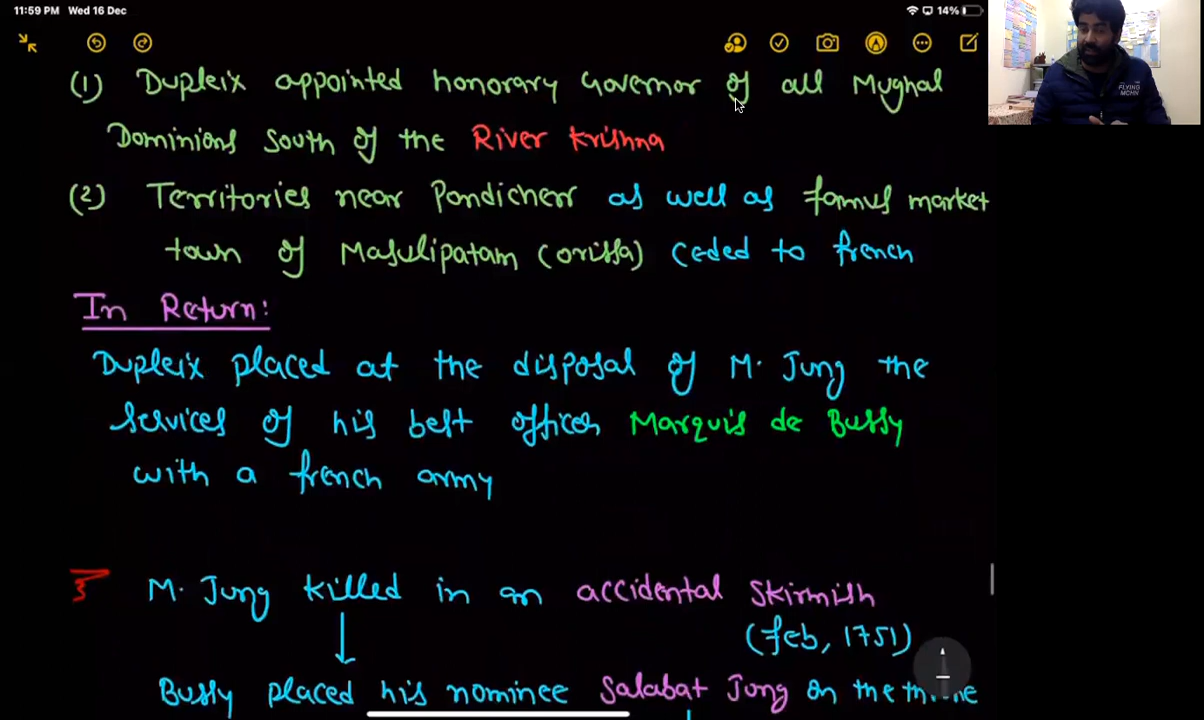 11:59 PM Wed 16 Dec
14%
(1) Dupleix appointed honorary Governor of all Mughal
Dominions South of the River Krishna
(2) Territories near Pondicherr as well as famus market
town of Masulipatam (orissa) ceded to french
In Return:
Dupleix placed at the disposal of M. Jung the
services of his best officer Marquis de Bussy
with a french army
M. Jung killed in an accidental Skirmish
(feb, 1751)
Bussy placed his nominee Salabat Jung on the throne
FLYING
MCHN